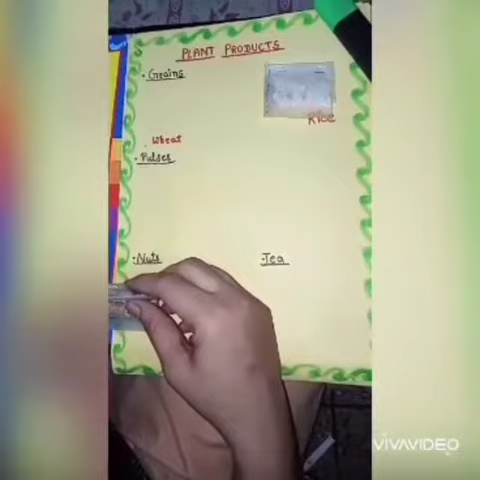 PLANT PRODUCTS
• Grains
Rice
Wheat
• Pulses
• Nuts
• Tea
VIVAVIDEO